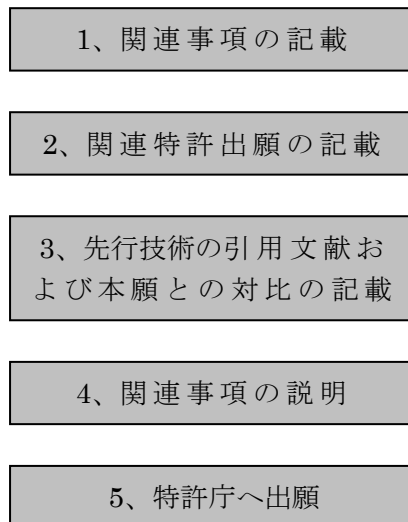 1、関連事項の記載
2、関連特許出願の記載
3、先行技術の引用文献お
よび本願との対比の記載
4、関連事項の説明
5、特許庁へ出願